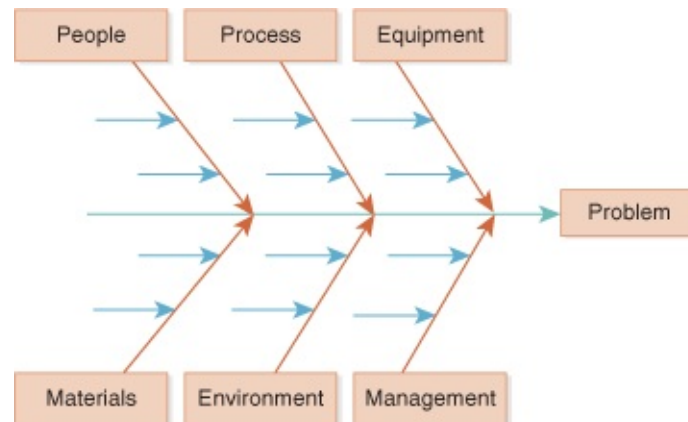 People
Process
Equipment
Problem
Materials
Environment
Management